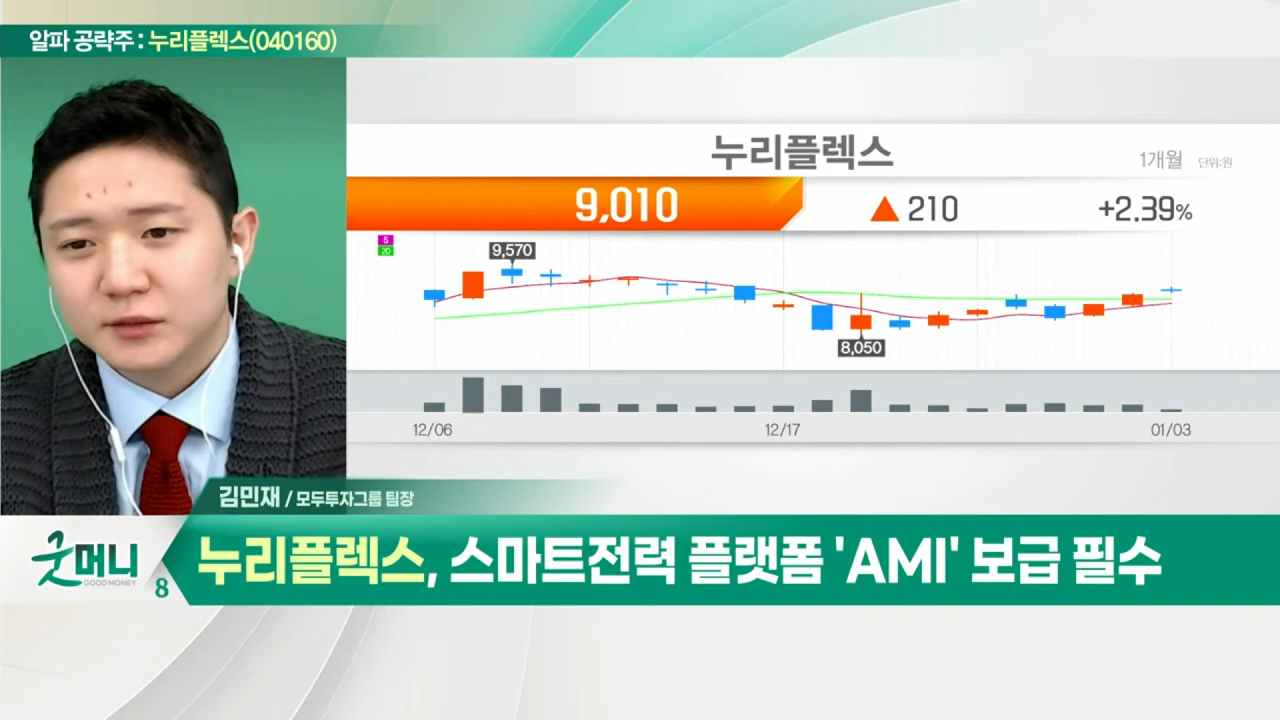 알파 공략주 : 누리플렉스(040160)
누리플렉스
1개월 단위:원
9,010 ▲ 210 +2.39%
5
20
9,570
8,050
12/06 12/17 01/03
김민재 / 모두투자그룹 팀장
굿머니
GOOD MONEY
8
누리플렉스, 스마트전력 플랫폼 'AMI' 보급 필수